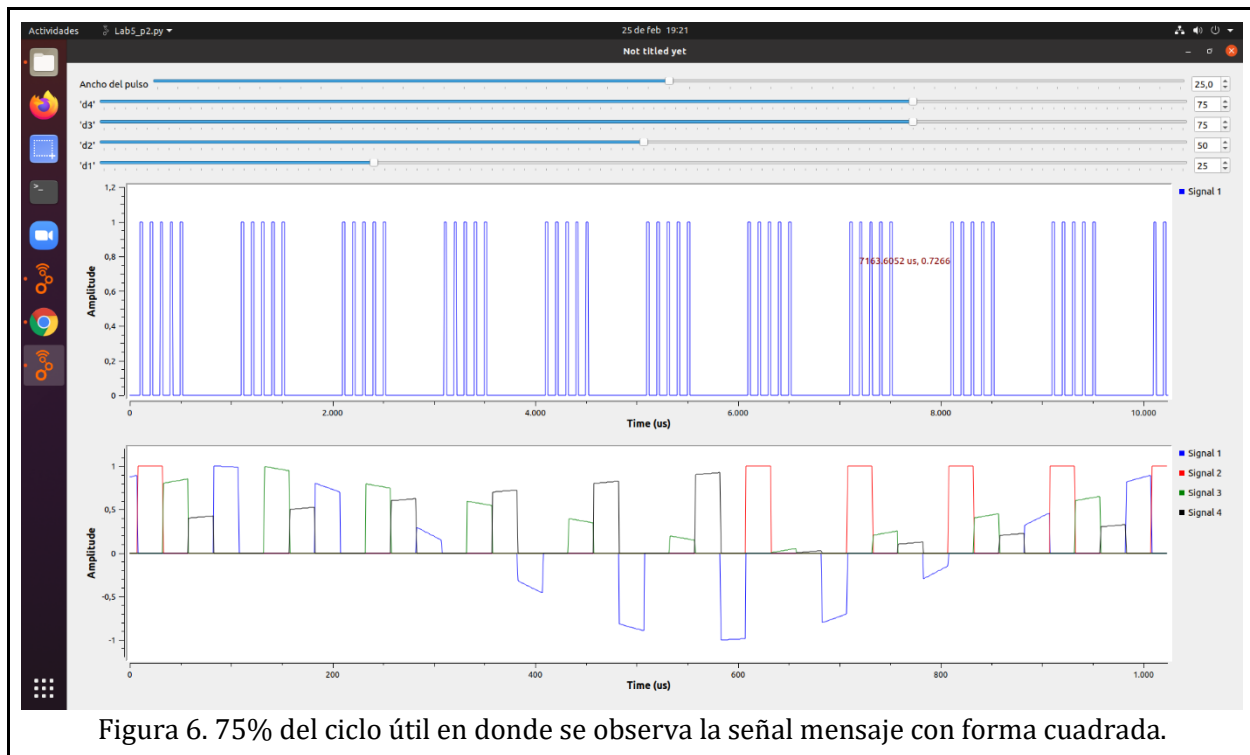 Actividades Lab5_p2.py 25 de feb 19:21
Not titled yet
Ancho del pulso 25,0
'd4' 75
'd3' 75
'd2' 50
'd1' 25
1,2
1
0,8
0,6
0,4
0,2
0
Amplitude
Signal 1
7163.6052 us, 0.7266
0 2.000 4.000 6.000 8.000 10.000
Time (us)
1
0,5
0
-0,5
-1
Amplitude
Signal 1
Signal 2
Signal 3
Signal 4
0 200 400 600 800 1.000
Time (us)
Figura 6. 75% del ciclo útil en donde se observa la señal mensaje con forma cuadrada.